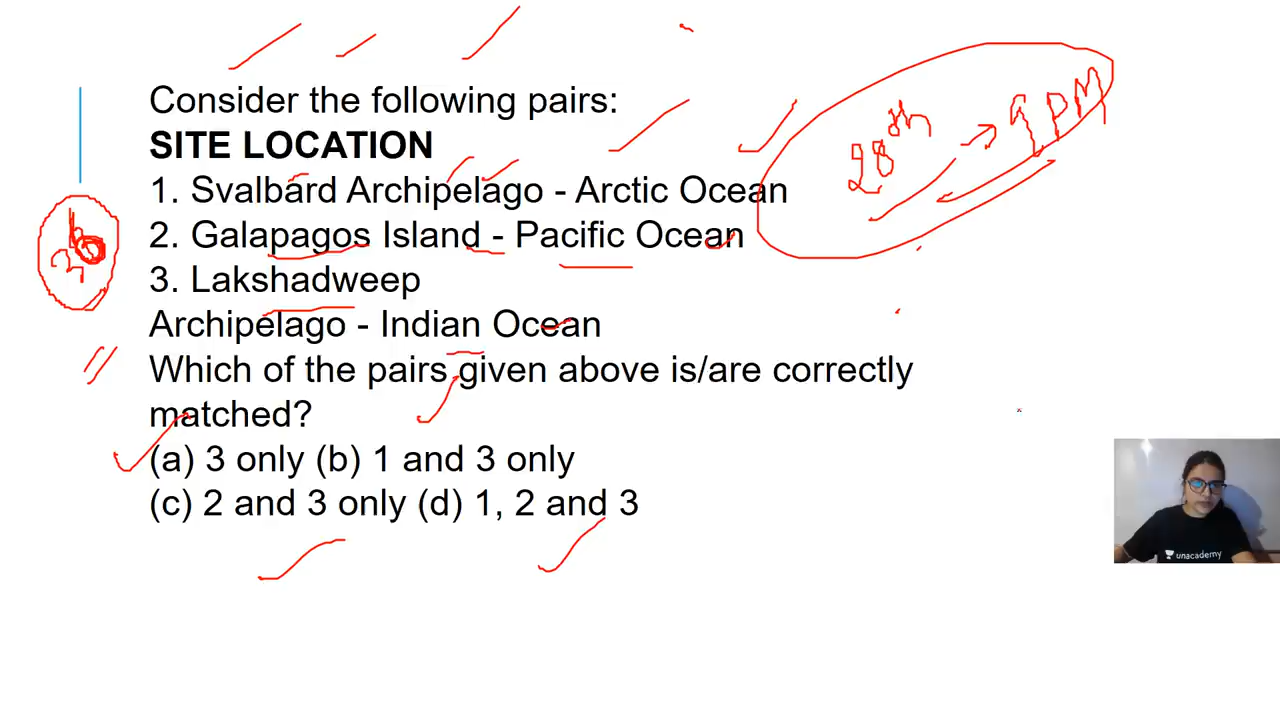 Consider the following pairs:
SITE LOCATION
1. Svalbard Archipelago - Arctic Ocean
2. Galapagos Island - Pacific Ocean
3. Lakshadweep
Archipelago - Indian Ocean
Which of the pairs given above is/are correctly
matched?
(a) 3 only (b) 1 and 3 only
(c) 2 and 3 only (d) 1, 2 and 3
28th → 9 PM
unacademy